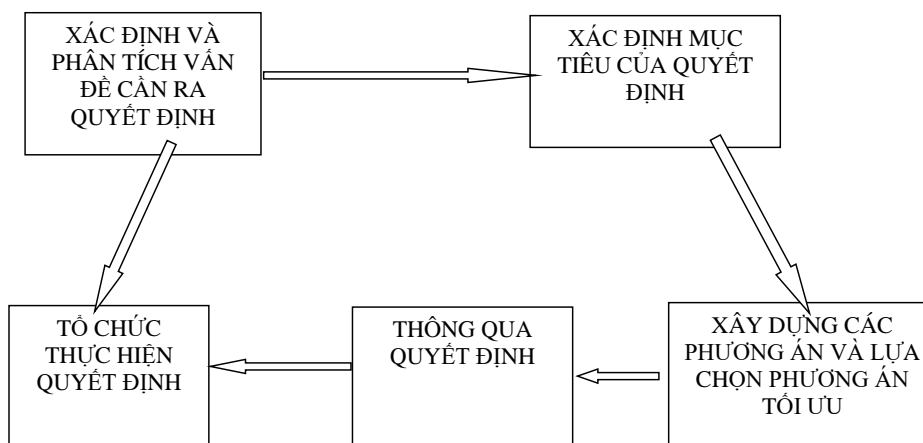 XÁC ĐỊNH VÀ
PHÂN TÍCH VẤN
ĐỀ CẦN RA
QUYẾT ĐỊNH
XÁC ĐỊNH MỤC
TIÊU CỦA QUYẾT
ĐỊNH
TỔ CHỨC
THỰC HIỆN
QUYẾT ĐỊNH
THÔNG QUA
QUYẾT ĐỊNH
XÂY DỰNG CÁC
PHƯƠNG ÁN VÀ LỰA
CHỌN PHƯƠNG ÁN
TỐI ƯU